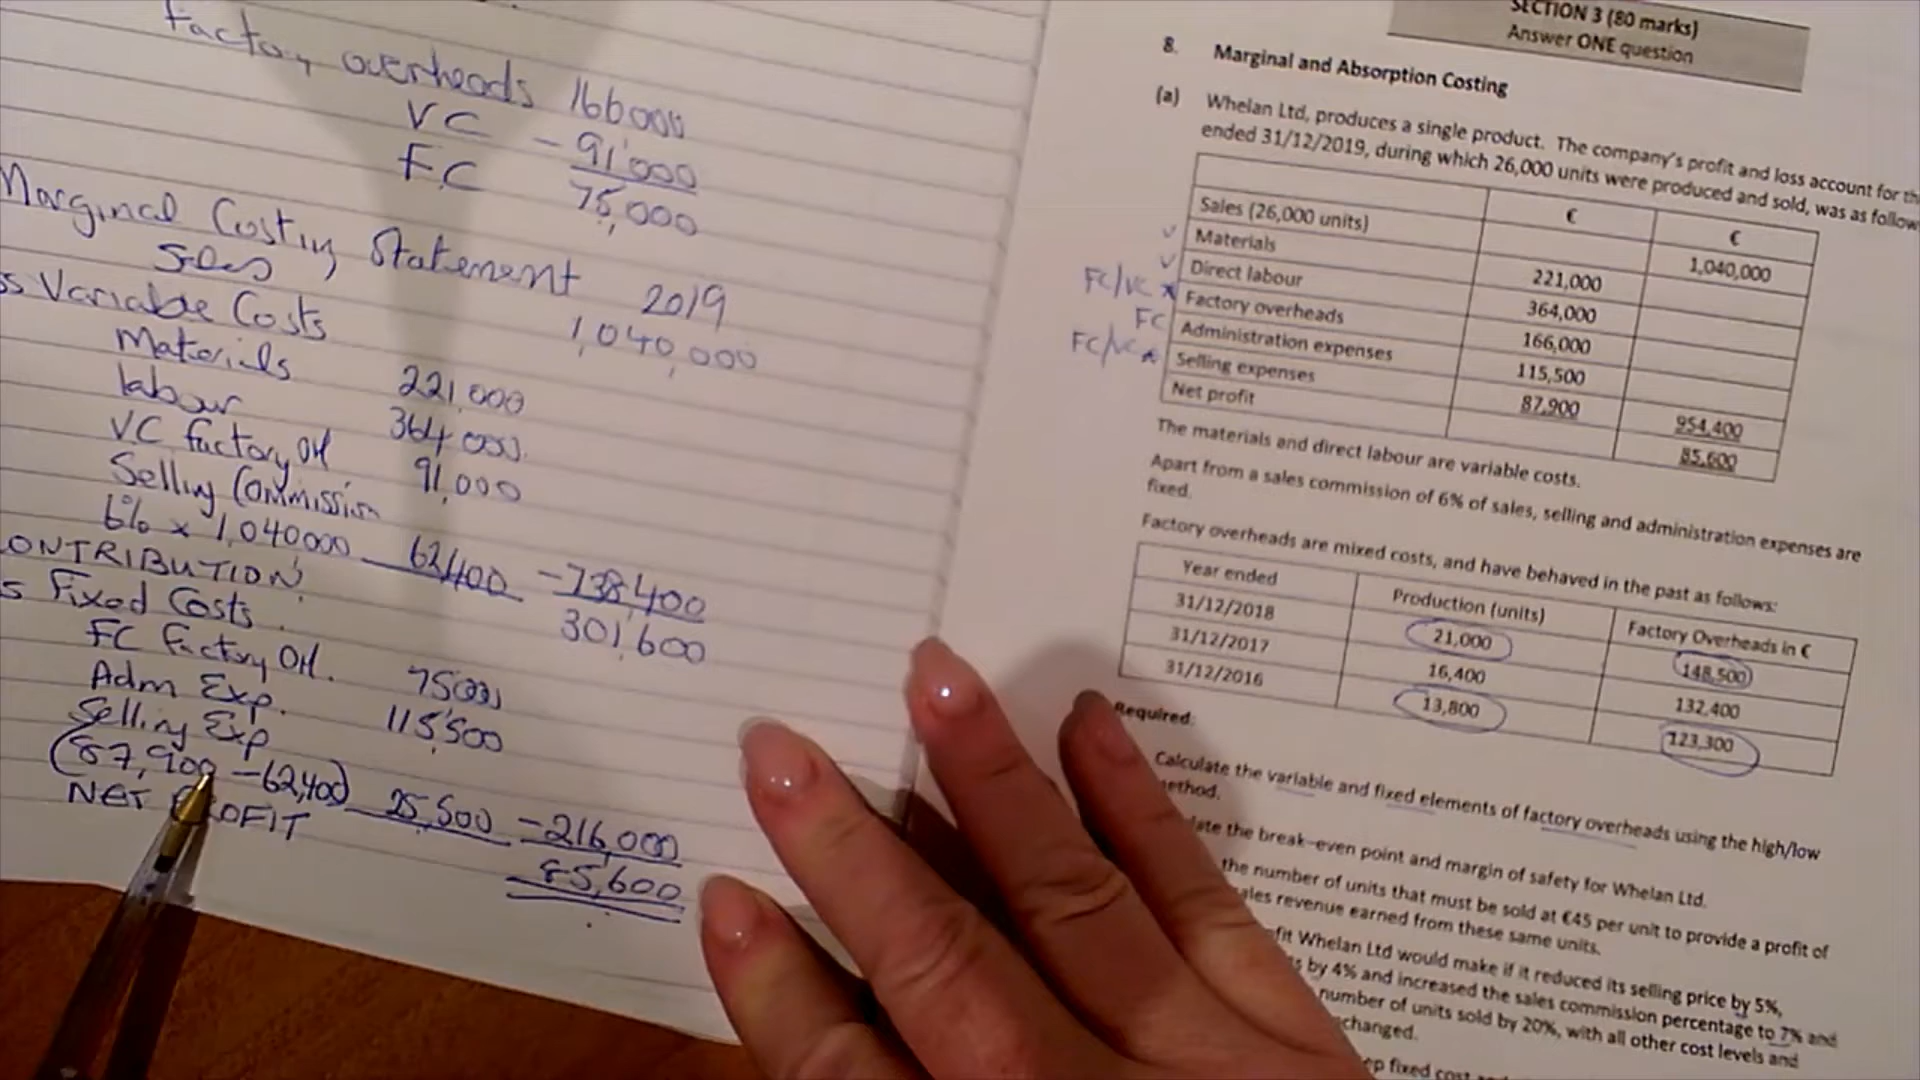 Factory overheads 166000
VC - 91,000
F.C 75,000
Marginal Costing Statement 2019
Sales 1,040,000
ss Variable Costs
Materials 221,000
labour 364,000
VC factory OH 91,000
Selling Commission
6% x 1,040000 62,400 -738,400
CONTRIBUTION 301,600
s Fixed Costs
FC Factory OH. 75000
Adm Exp. 115,500
Selling Exp
(87,900 -62,400) 25,500 -216,000
NET PROFIT 85,600
SECTION 3 (80 marks)
Answer ONE question
8. Marginal and Absorption Costing
(a) Whelan Ltd, produces a single product. The company's profit and loss account for th
ended 31/12/2019, during which 26,000 units were produced and sold, was as follow
€ €
Sales (26,000 units) 1,040,000
Materials 221,000
Direct labour 364,000
FC/VC Factory overheads 166,000
FC Administration expenses 115,500
FC/VC Selling expenses 87,900 954,400
Net profit 85,600
The materials and direct labour are variable costs.
Apart from a sales commission of 6% of sales, selling and administration expenses are
fixed.
Factory overheads are mixed costs, and have behaved in the past as follows:
Year ended Production (units) Factory Overheads in €
31/12/2018 21,000 148,500
31/12/2017 16,400 132,400
31/12/2016 13,800 123,300
Required:
Calculate the variable and fixed elements of factory overheads using the high/low
ethod.
late the break-even point and margin of safety for Whelan Ltd.
the number of units that must be sold at €45 per unit to provide a profit of
ales revenue earned from these same units.
fit Whelan Ltd would make if it reduced its selling price by 5%,
s by 4% and increased the sales commission percentage to 7% and
number of units sold by 20%, with all other cost levels and
changed.
ep fixed cost